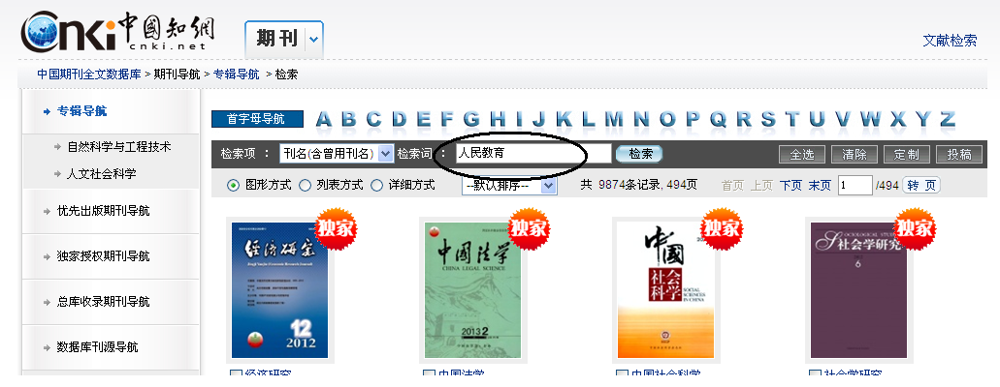 Cnki 中國知網
cnki.net
期刊
文献检索
中国期刊全文数据库 > 期刊导航 > 专辑导航 > 检索
专辑导航
自然科学与工程技术
人文社会科学
优先出版期刊导航
独家授权期刊导航
总库收录期刊导航
数据库刊源导航
首字母导航 A B C D E F G H I J K L M N O P Q R S T U V W X Y Z
检索项 ： 刊名(含曾用刊名) 检索词 ： 人民教育 检索 全选 清除 定制 投稿
图形方式 列表方式 详细方式 --默认排序-- 共 9874条记录, 494页 首页 上页 下页 末页 1 /494 转 页
独家
经济研究
12
2012
独家
中国法学
CHINA LEGAL SCIENCE
2013 2
独家
中国
社会
科学
SOCIAL
SCIENCES
IN CHINA
独家
SOCIOLOGICAL STUDIES
社会学研究
6
经济研究 中国法学 中国社会科学 社会学研究